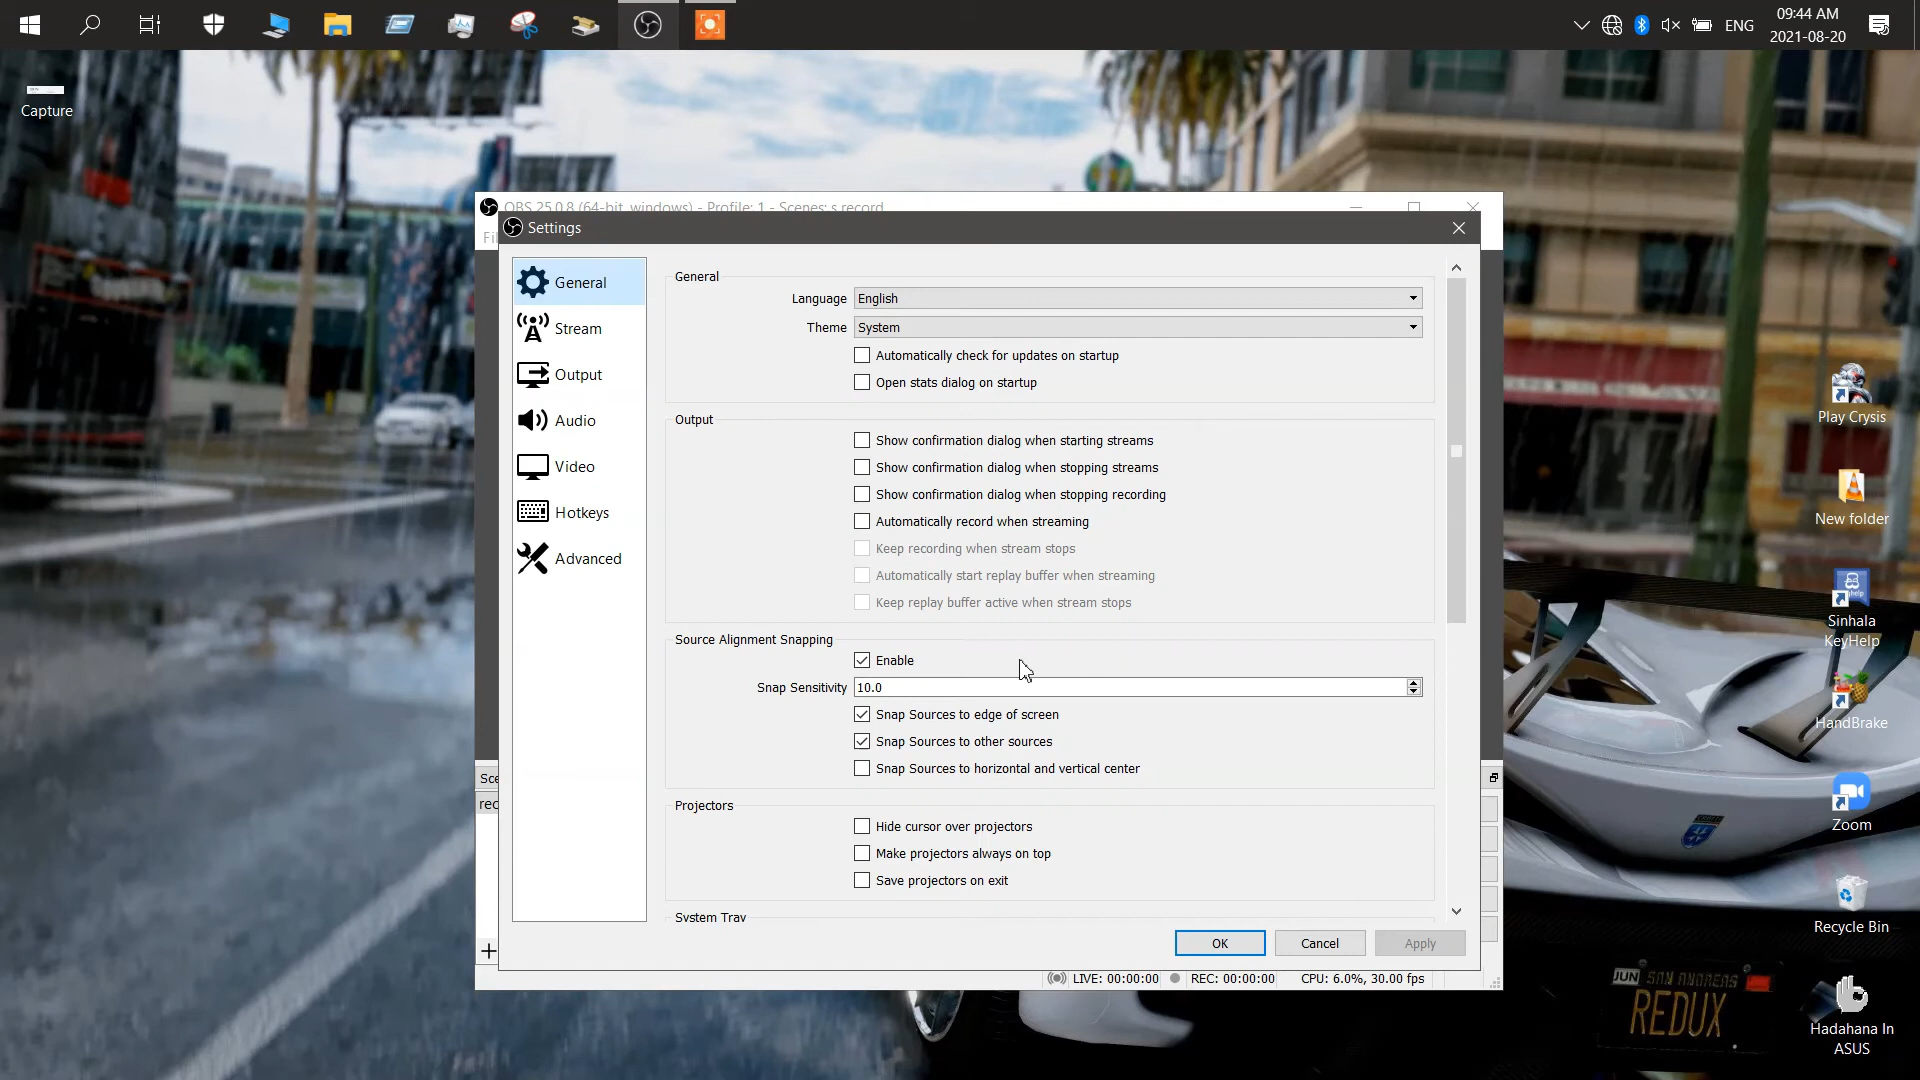 ENG
09:44 AM
2021-08-20
Capture
OBS 25.0.8 (64-bit, windows) - Profile: 1 - Scenes: s record
Fil
Settings
General
Stream
Output
Audio
Video
Hotkeys
Advanced
General
Language English
Theme System
Automatically check for updates on startup
Open stats dialog on startup
Output
Show confirmation dialog when starting streams
Show confirmation dialog when stopping streams
Show confirmation dialog when stopping recording
Automatically record when streaming
Keep recording when stream stops
Automatically start replay buffer when streaming
Keep replay buffer active when stream stops
Source Alignment Snapping
Enable
Snap Sensitivity 10.0
Snap Sources to edge of screen
Snap Sources to other sources
Snap Sources to horizontal and vertical center
Projectors
Hide cursor over projectors
Make projectors always on top
Save projectors on exit
System Tray
OK
Cancel
Apply
Sce
rec
LIVE: 00:00:00
REC: 00:00:00
CPU: 6.0%, 30.00 fps
Play Crysis
New folder
Sinhala
KeyHelp
HandBrake
Zoom
Recycle Bin
Hadahana In
ASUS
JUN SAN ANDREAS
REDUX